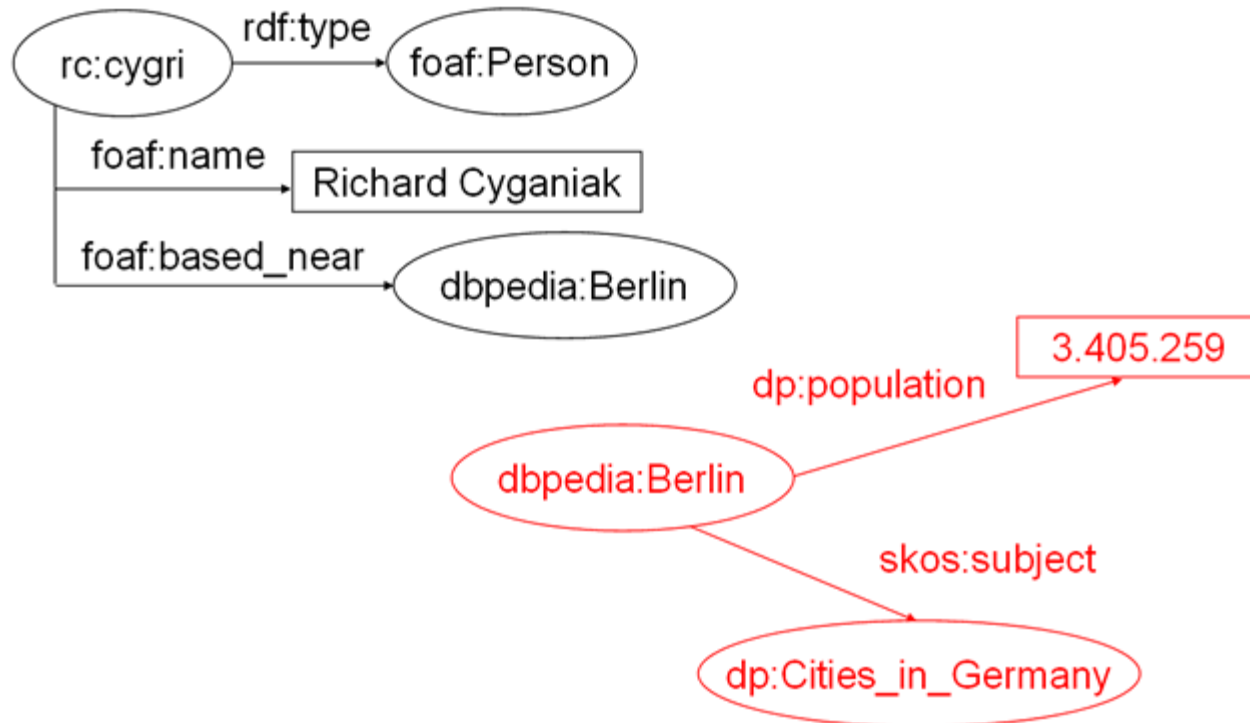 rdf:type
rc:cygri
foaf:Person
foaf:name
Richard Cyganiak
foaf:based_near
dbpedia:Berlin
3.405.259
dp:population
dbpedia:Berlin
skos:subject
dp:Cities_in_Germany